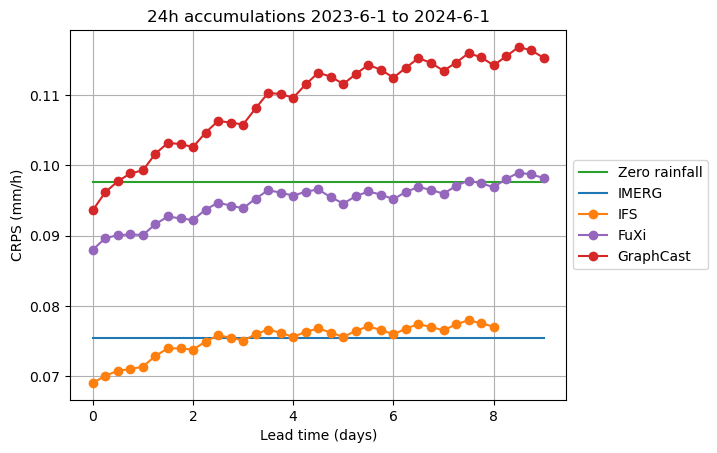 24h accumulations 2023-6-1 to 2024-6-1
CRPS (mm/h)
0.11
0.10
0.09
0.08
0.07
0 2 4 6 8
Lead time (days)
Zero rainfall
IMERG
IFS
FuXi
GraphCast